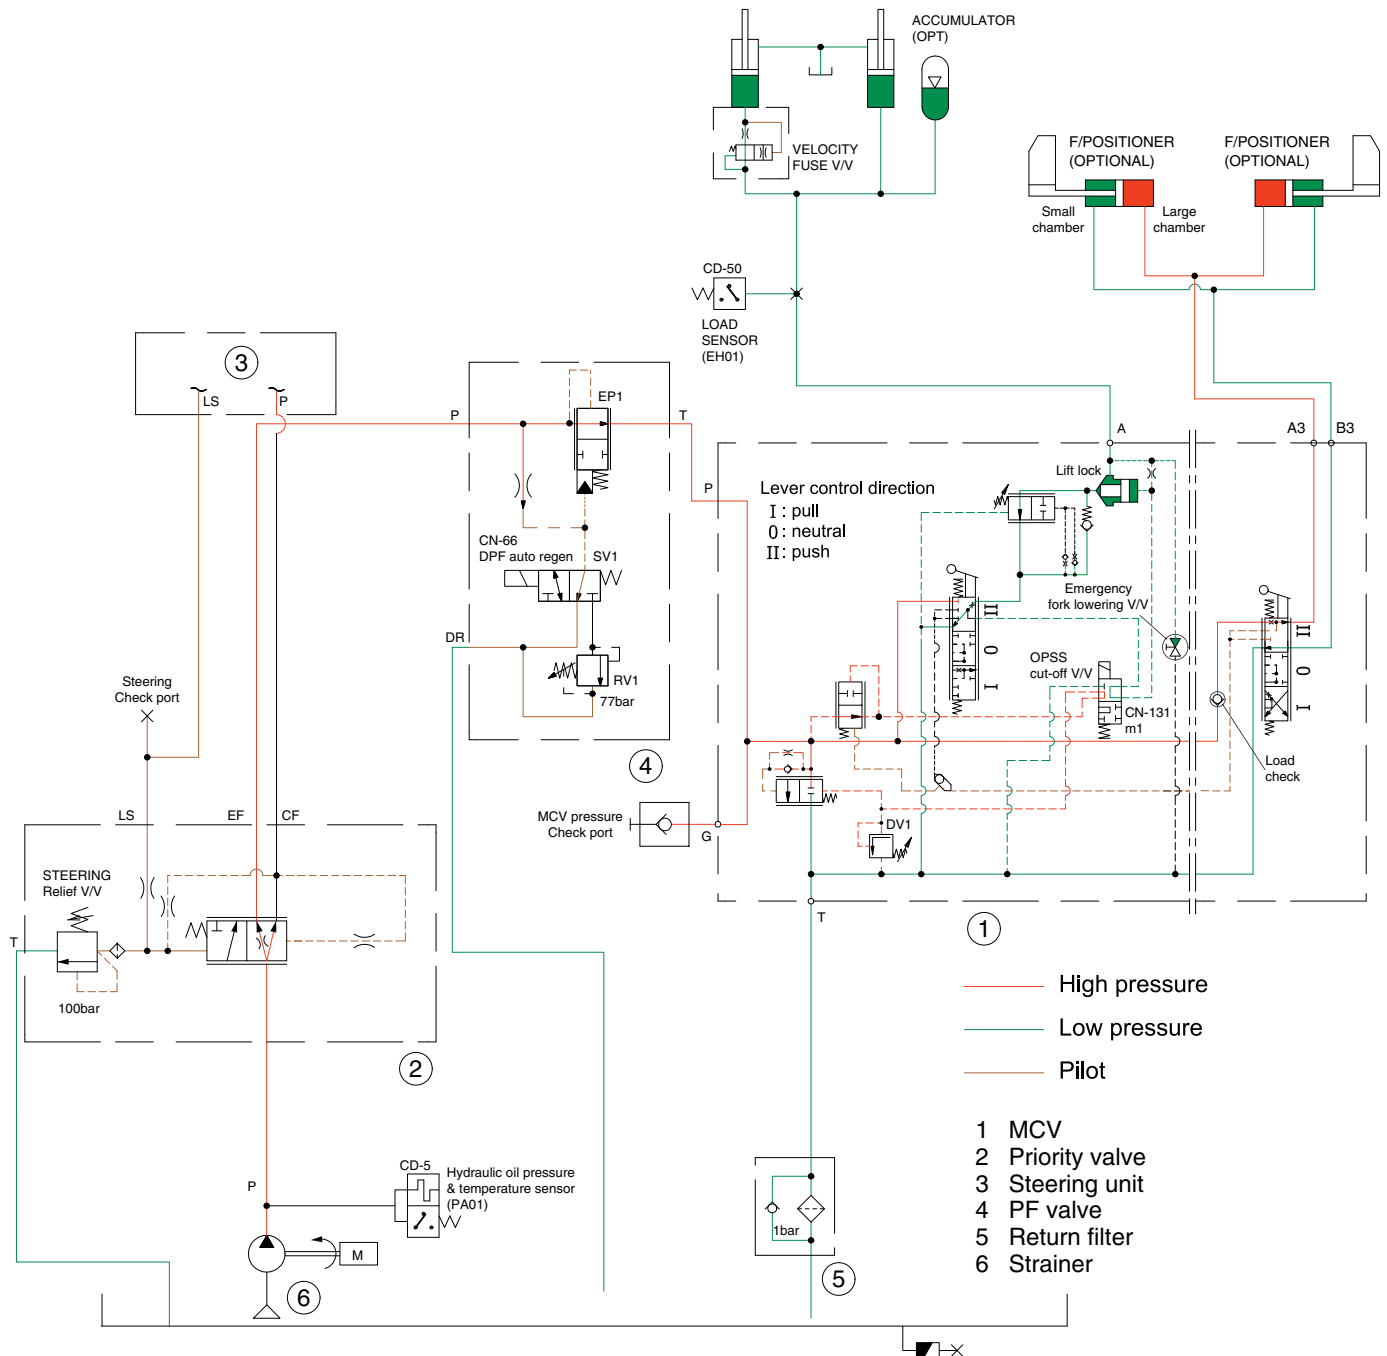 ACCUMULATOR
(OPT)
VELOCITY
FUSE V/V
F/POSITIONER
(OPTIONAL)
F/POSITIONER
(OPTIONAL)
Small
chamber
Large
chamber
CD-50
LOAD
SENSOR
(EH01)
3
LS
P
P
EP1
T
CN-66
DPF auto regen
SV1
DR
RV1
77bar
4
A
A3
B3
P
Lift lock
Lever control direction
I : pull
0 : neutral
II : push
Emergency
fork lowering V/V
II
0
I
OPSS
cut-off V/V
CN-131
m1
II
0
I
Load
check
DV1
MCV pressure
Check port
G
T
1
Steering
Check port
LS
EF
CF
STEERING
Relief V/V
T
100bar
2
High pressure
Low pressure
Pilot
P
CD-5
Hydraulic oil pressure
& temperature sensor
(PA01)
M
6
1bar
5
1 MCV
2 Priority valve
3 Steering unit
4 PF valve
5 Return filter
6 Strainer